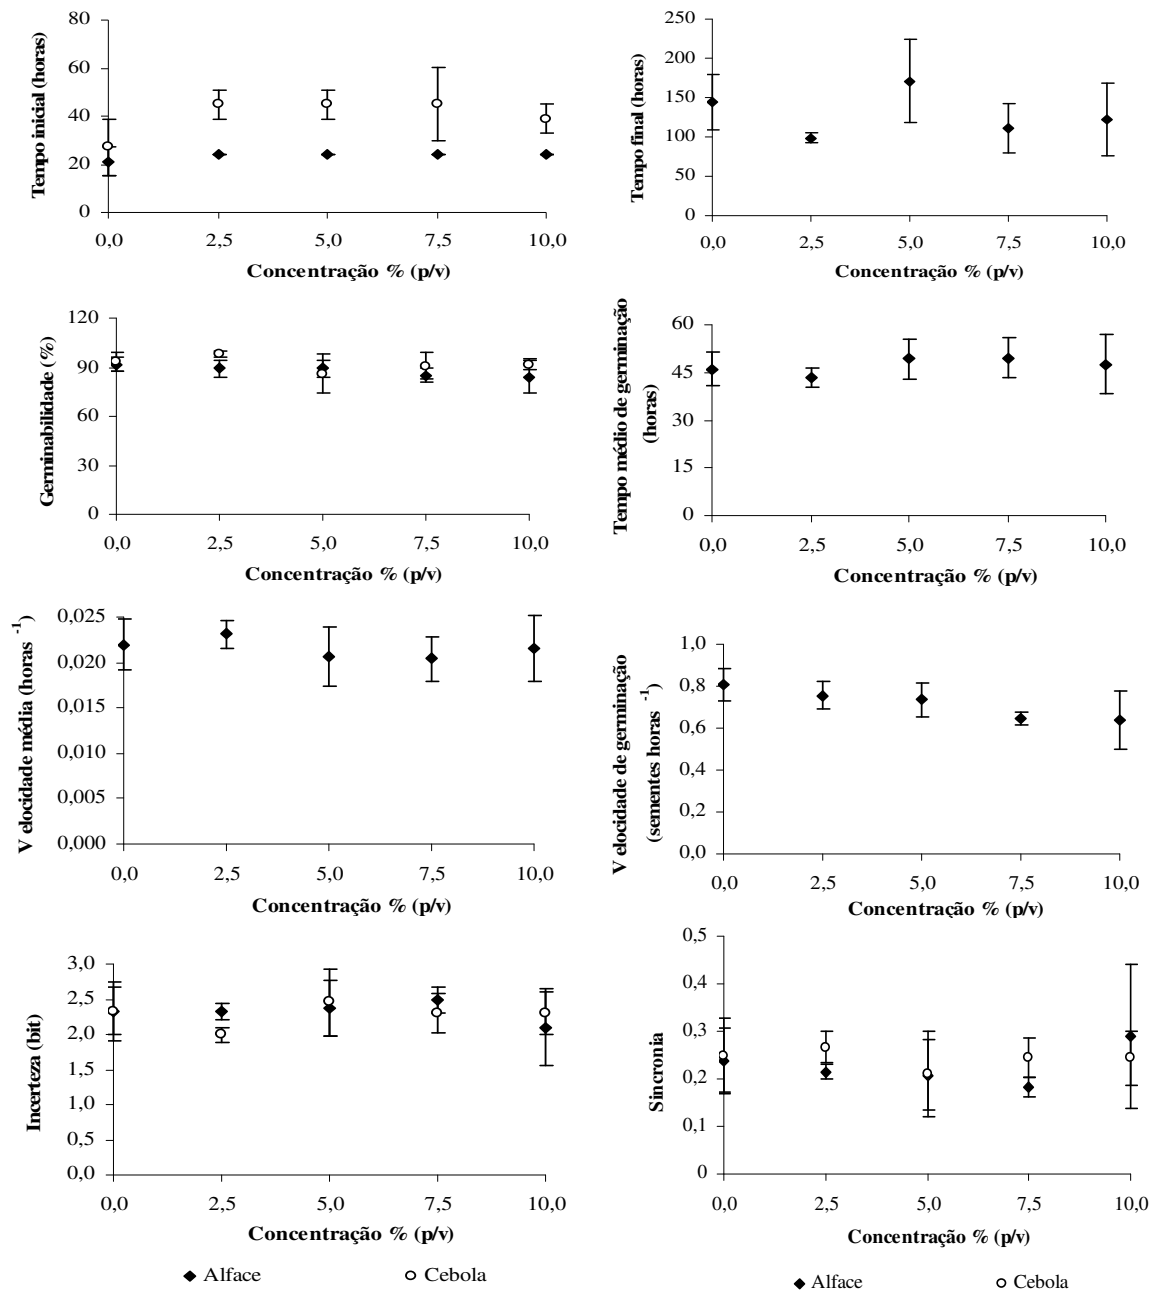 80
60
40
20
0
0,0 2,5 5,0 7,5 10,0
Concentração % (p/v)
Tempo inicial (horas)
250
200
150
100
50
0
0,0 2,5 5,0 7,5 10,0
Concentração % (p/v)
Tempo final (horas)
120
90
60
30
0
0,0 2,5 5,0 7,5 10,0
Concentração % (p/v)
Germinabilidade (%)
60
45
30
15
0
0,0 2,5 5,0 7,5 10,0
Concentração % (p/v)
Tempo médio de germinação
(horas)
0,025
0,020
0,015
0,010
0,005
0,000
0,0 2,5 5,0 7,5 10,0
Concentração % (p/v)
V elocidade média (horas -1)
1,0
0,8
0,6
0,4
0,2
0,0
0,0 2,5 5,0 7,5 10,0
Concentração % (p/v)
V elocidade de germinação
(sementes horas -1)
3,0
2,5
2,0
1,5
1,0
0,5
0,0
0,0 2,5 5,0 7,5 10,0
Concentração % (p/v)
Incerteza (bit)
Alface Cebola
0,5
0,4
0,3
0,2
0,1
0
0,0 2,5 5,0 7,5 10,0
Concentração % (p/v)
Sincronia
Alface Cebola